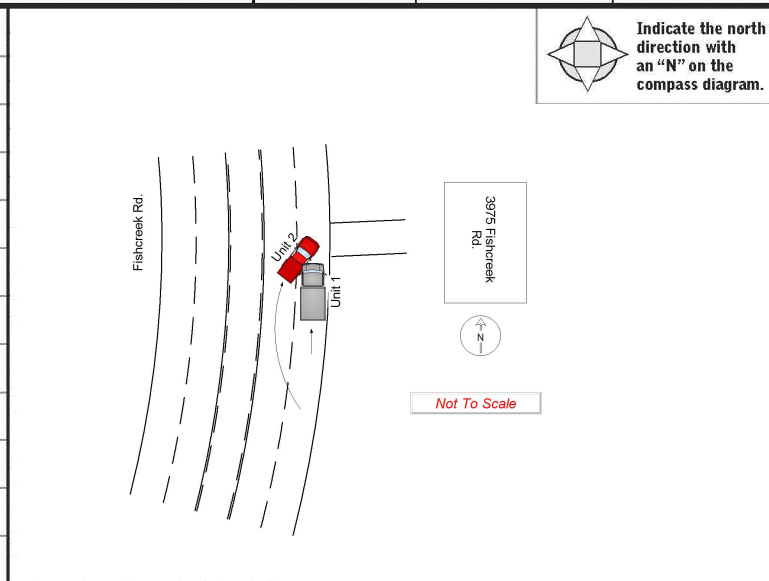 Indicate the north
direction with
an “N” on the
compass diagram.
Fishcreek Rd.
3975 Fishcreek
Rd.
Unit 2
Unit 1
N
Not To Scale